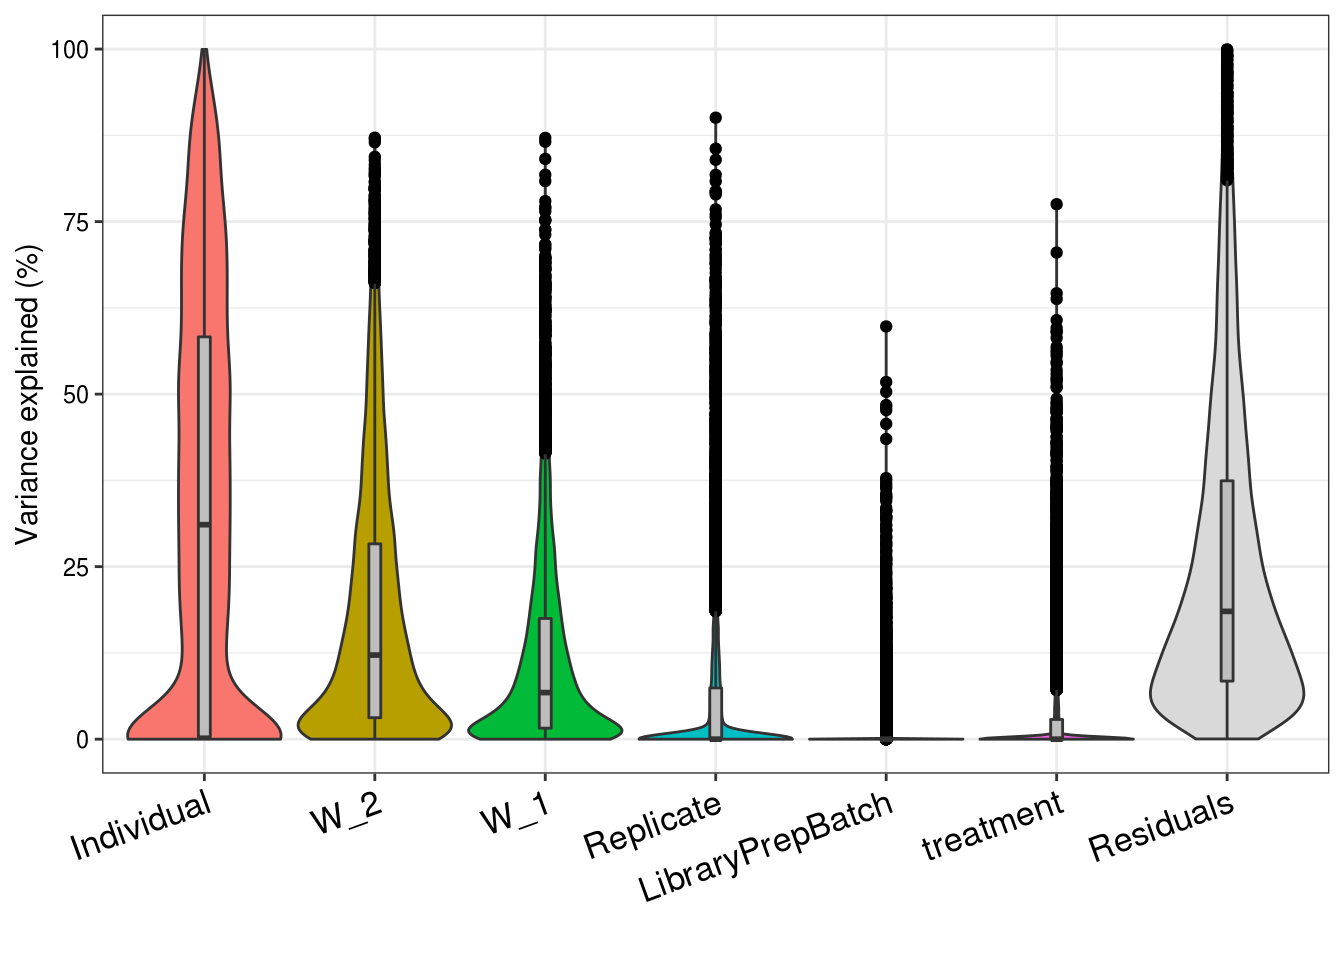 Variance explained (%)
100
75
50
25
0
Individual
W_2
W_1
Replicate
LibraryPrepBatch
treatment
Residuals